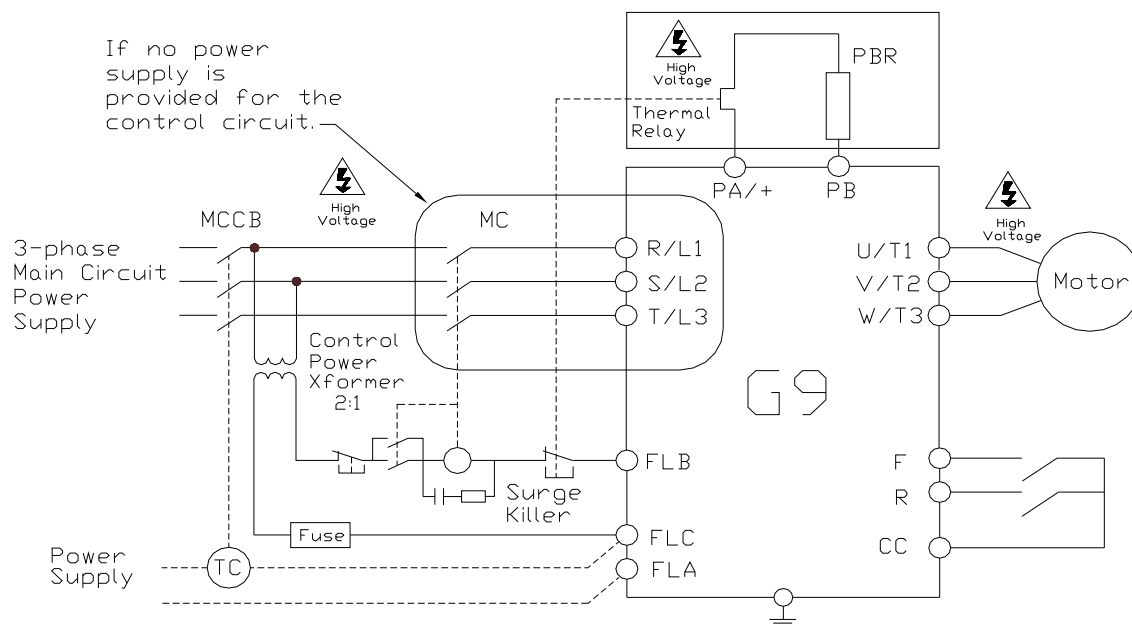 If no power
supply is
provided for the
control circuit.
High
Voltage
PBR
Thermal
Relay
PA/+
PB
High
Voltage
MCCB
MC
High
Voltage
3-phase
Main Circuit
Power
Supply
R/L1
S/L2
T/L3
U/T1
V/T2
W/T3
Motor
Control
Power
Xformer
2:1
G9
FLB
Surge
Killer
Fuse
FLC
FLA
F
R
CC
Power
Supply
TC